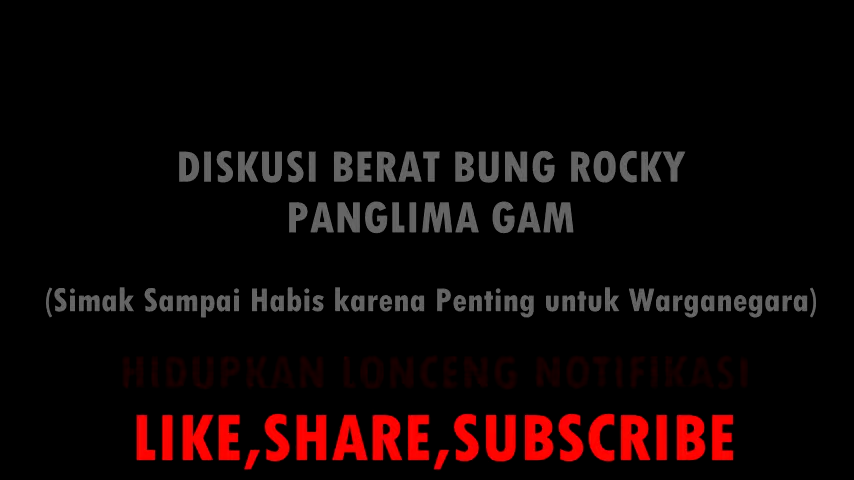 DISKUSI BERAT BUNG ROCKY
PANGLIMA GAM
(Simak Sampai Habis karena Penting untuk Warganegara)
HIDUPKAN LONCENG NOTIFIKASI
LIKE,SHARE,SUBSCRIBE